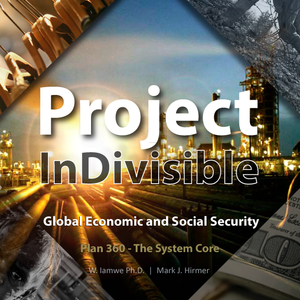 Project
InDivisible
Global Economic and Social Security
Plan 360 - The System Core
W. Iamwe Ph.D. | Mark J. Hirmer